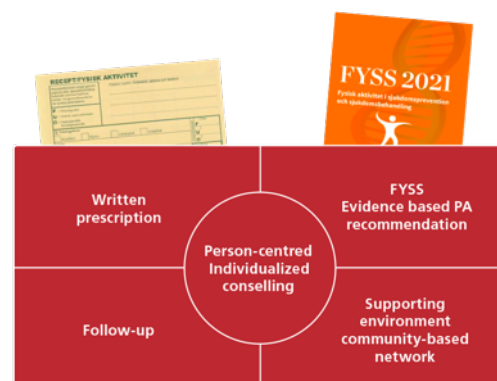 RECEPT FYSISK AKTIVITET
FYSS 2021
Fysisk aktivitet i sjukdomsprevention
och sjukdomsbehandling
Written
prescription
FYSS
Evidence based PA
recommendation
Person-centred
Individualized
conselling
Follow-up
Supporting
environment
community-based
network